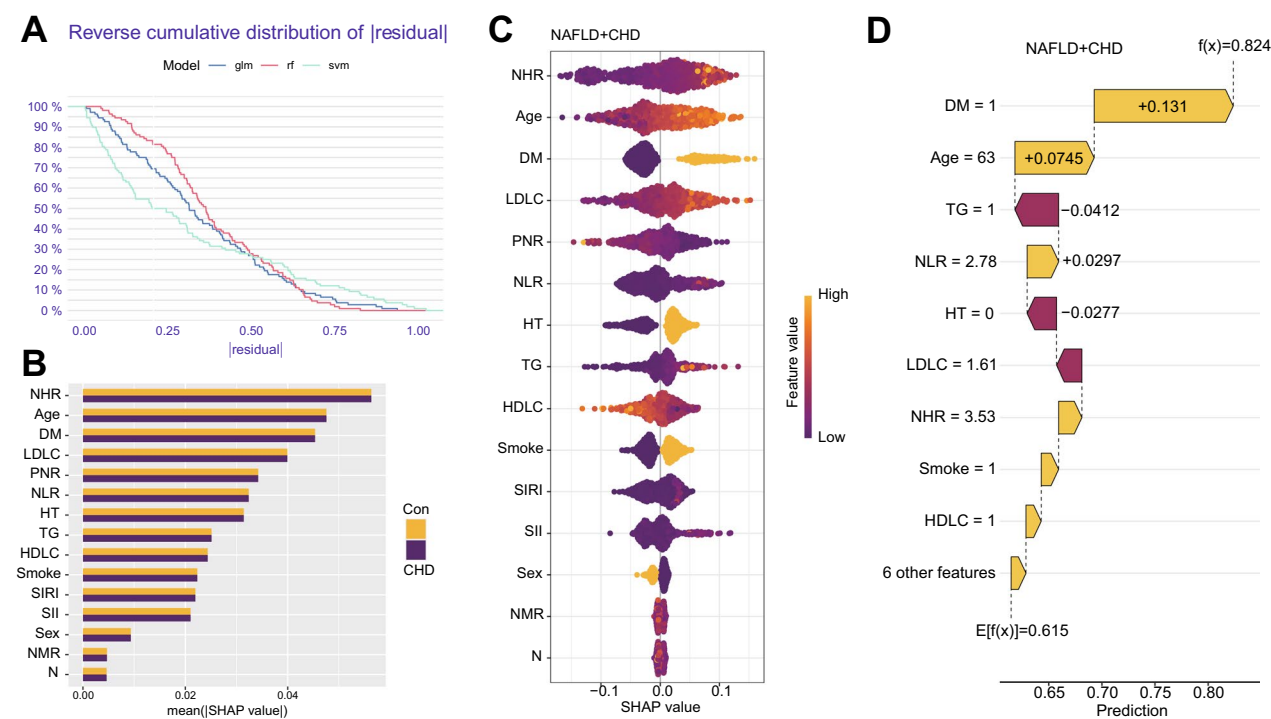 A
Reverse cumulative distribution of |residual|
Model glm rf svm
100 %
90 %
80 %
70 %
60 %
50 %
40 %
30 %
20 %
10 %
0 %
0.00 0.25 0.50 0.75 1.00
|residual|
B
NHR
Age
DM
LDLC
PNR
NLR
HT
TG
HDLC
Smoke
SIRI
SII
Sex
NMR
N
0.00 0.02 0.04
mean(|SHAP value|)
Con
CHD
C
NAFLD+CHD
NHR
Age
DM
LDLC
PNR
NLR
HT
TG
HDLC
Smoke
SIRI
SII
Sex
NMR
N
−0.1 0.0 0.1
SHAP value
High
Feature value
Low
D
NAFLD+CHD
f(x)=0.824
DM = 1 +0.131
Age = 63 +0.0745
TG = 1 −0.0412
NLR = 2.78 +0.0297
HT = 0 −0.0277
LDLC = 1.61
NHR = 3.53
Smoke = 1
HDLC = 1
6 other features
E[f(x)]=0.615
0.65 0.70 0.75 0.80
Prediction